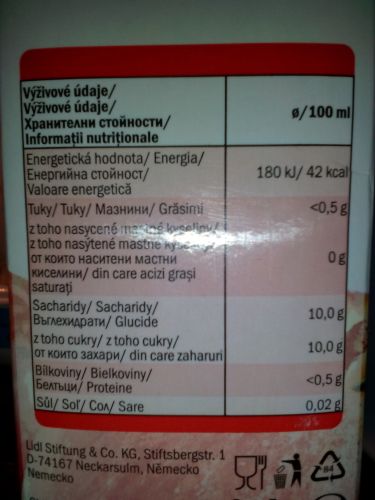 Výživové údaje/
Výživové údaje/
Хранителни стойности/
Informații nutriționale
ø/100 ml
Energetická hodnota/ Energia/
Енергийна стойност/
Valoare energetică
180 kJ/ 42 kcal
Tuky/ Tuky/ Мазнини/ Grăsimi
<0,5 g
z toho nasycené mastné kyseliny/
z toho nasýtené mastné kyseliny/
от които наситени мастни
киселини/ din care acizi grași
saturați
0 g
Sacharidy/ Sacharidy/
Въглехидрати/ Glucide
10,0 g
z toho cukry/ z toho cukry/
от които захари/ din care zaharuri
10,0 g
Bílkoviny/ Bielkoviny/
Белтъци/ Proteine
<0,5 g
Sůl/ Soľ/ Сол/ Sare
0,02 g
Lidl Stiftung & Co. KG, Stiftsbergstr. 1
D-74167 Neckarsulm, Německo
Nemecko
84